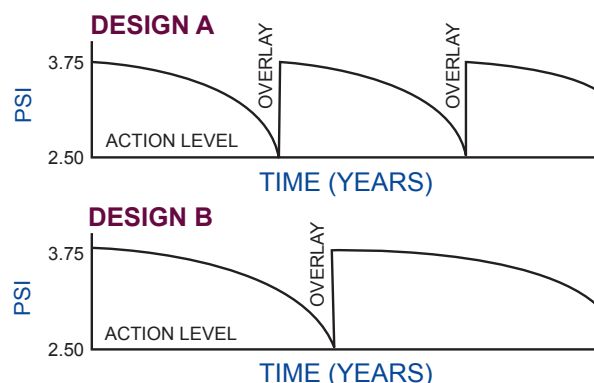 DESIGN A
PSI
3.75
2.50
OVERLAY
OVERLAY
ACTION LEVEL
TIME (YEARS)
DESIGN B
PSI
3.75
2.50
OVERLAY
ACTION LEVEL
TIME (YEARS)